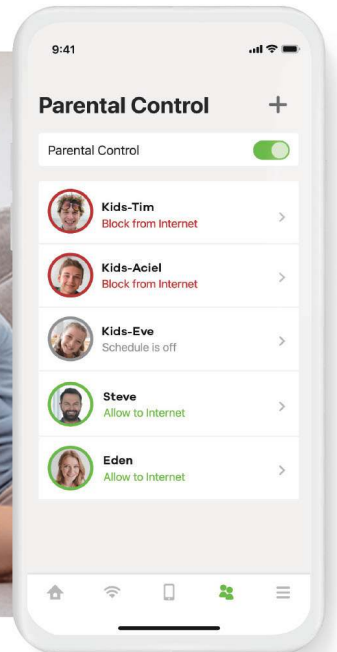 9:41
Parental Control
Parental Control
Kids-Tim
Block from Internet
Kids-Aciel
Block from Internet
Kids-Eve
Schedule is off
Steve
Allow to Internet
Eden
Allow to Internet